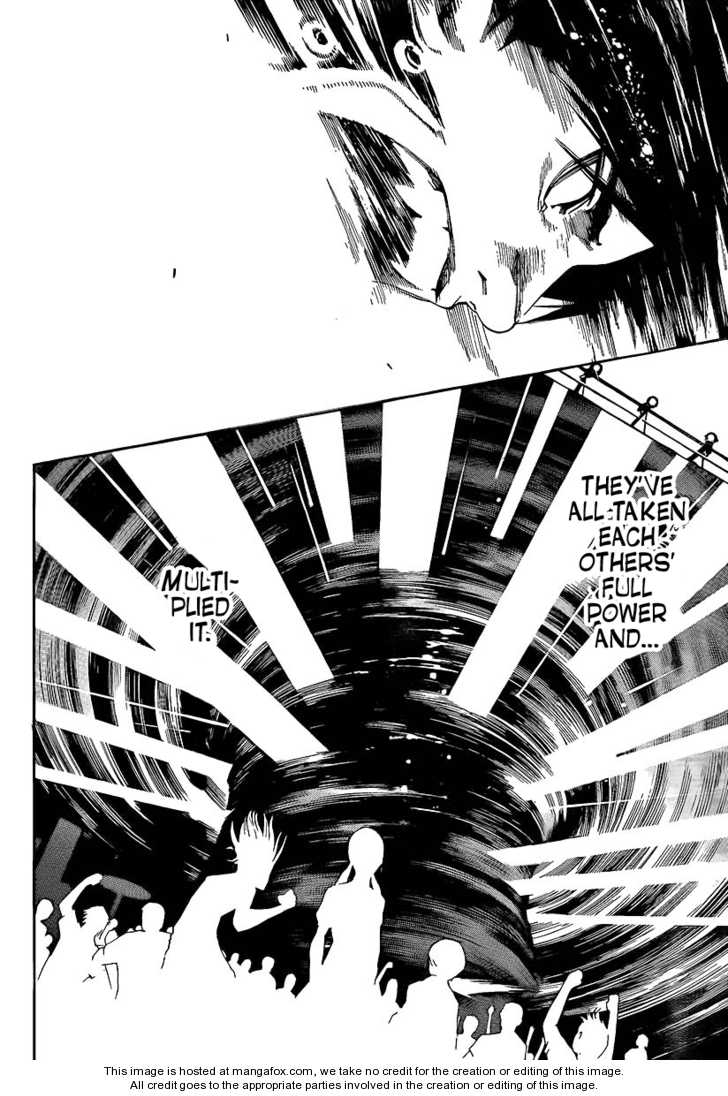 THEY'VE
ALL TAKEN
EACH
OTHERS'
FULL
POWER
AND...
MULTI-
PLIED
IT.
This image is hosted at mangafox.com, we take no credit for the creation or editing of this image.
All credit goes to the appropriate parties involved in the creation or editing of this image.